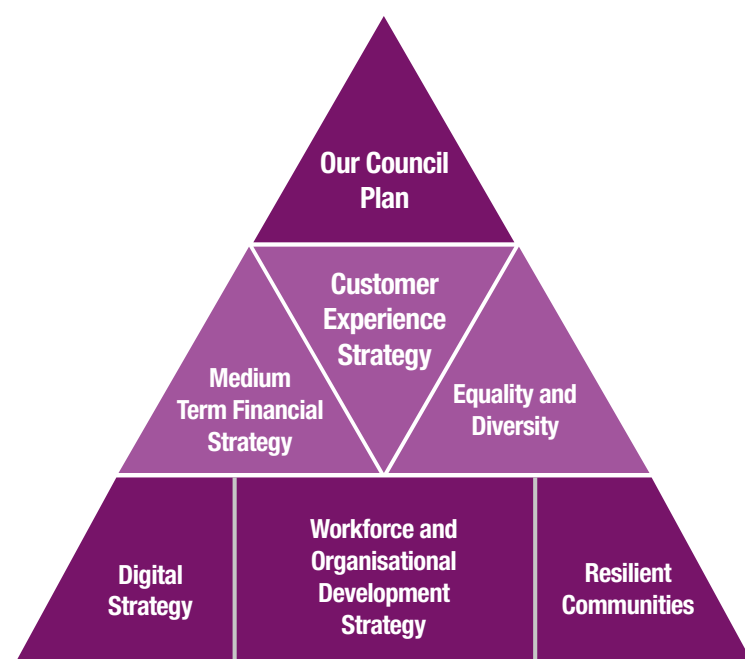 Our Council
Plan
Customer
Experience
Strategy
Medium
Term Financial
Strategy
Equality and
Diversity
Digital
Strategy
Workforce and
Organisational
Development
Strategy
Resilient
Communities